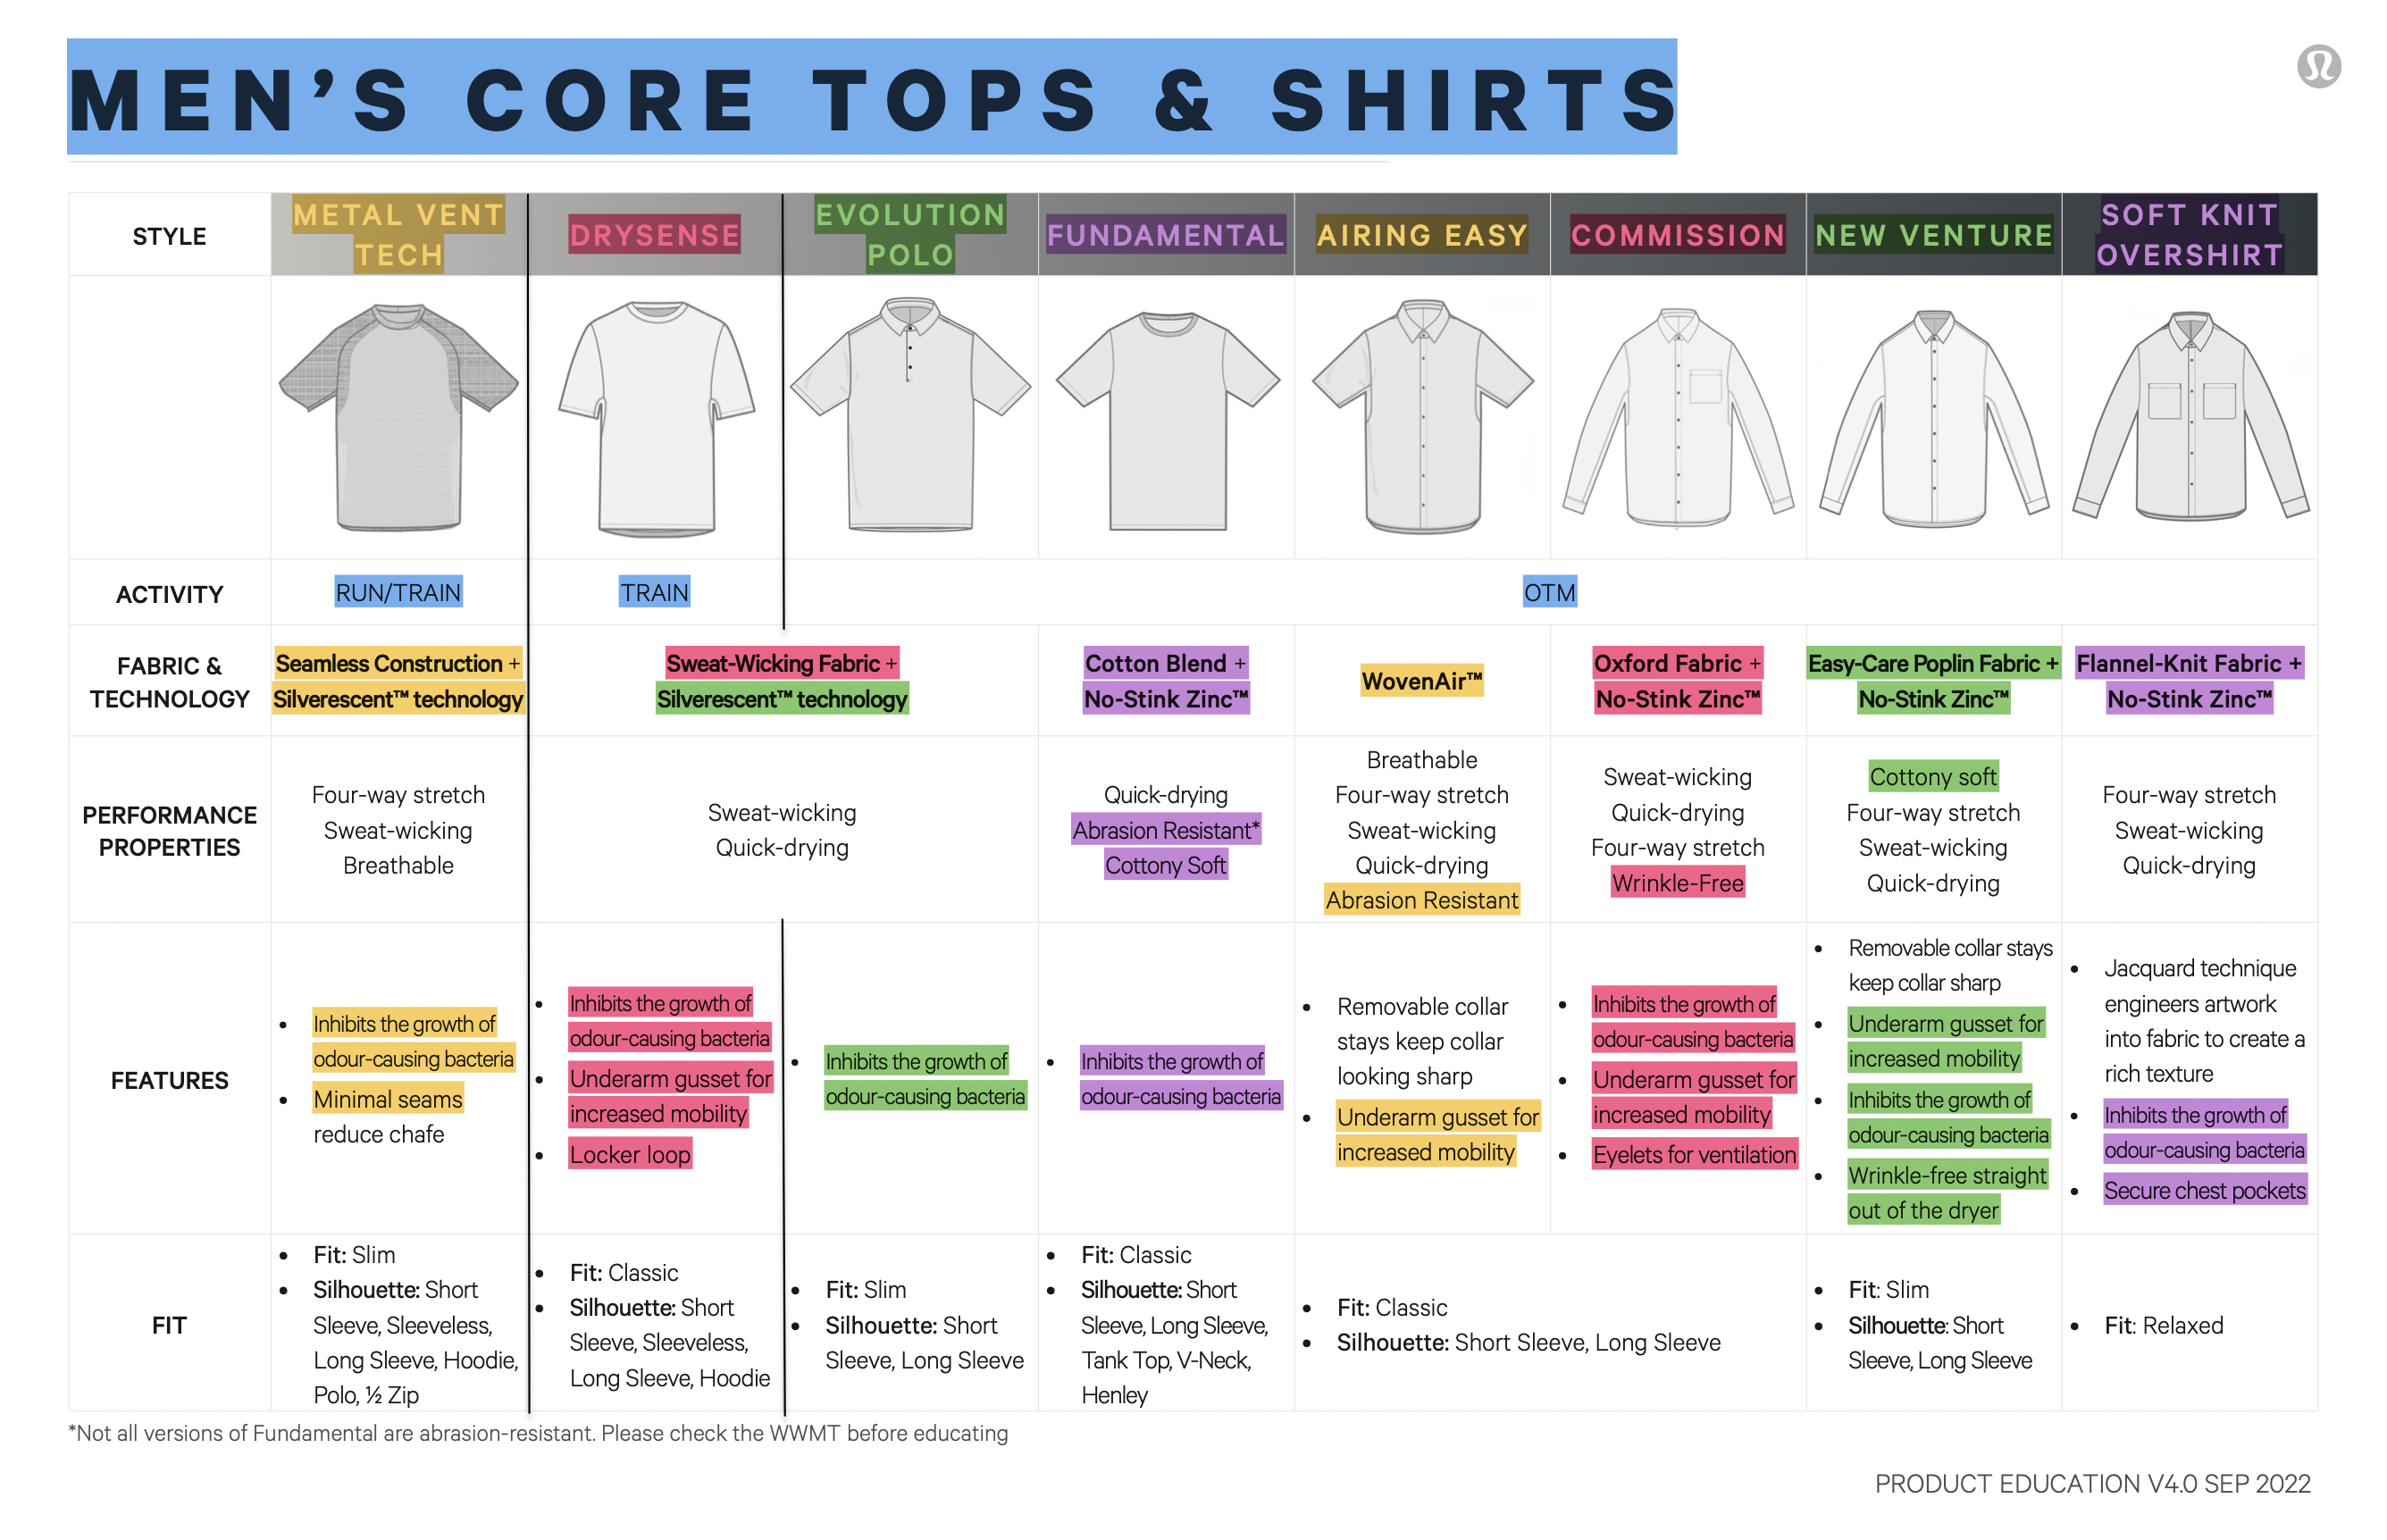 MEN’S CORE TOPS & SHIRTS
STYLE
METAL VENT
TECH
DRYSENSE
EVOLUTION
POLO
FUNDAMENTAL
AIRING EASY
COMMISSION
NEW VENTURE
SOFT KNIT
OVERSHIRT
ACTIVITY
RUN/TRAIN
TRAIN
OTM
FABRIC &
TECHNOLOGY
Seamless Construction +
Silverescent™ technology
Sweat-Wicking Fabric +
Silverescent™ technology
Cotton Blend +
No-Stink Zinc™
WovenAir™
Oxford Fabric +
No-Stink Zinc™
Easy-Care Poplin Fabric +
No-Stink Zinc™
Flannel-Knit Fabric +
No-Stink Zinc™
PERFORMANCE
PROPERTIES
Four-way stretch
Sweat-wicking
Breathable
Sweat-wicking
Quick-drying
Quick-drying
Abrasion Resistant*
Cottony Soft
Breathable
Four-way stretch
Sweat-wicking
Quick-drying
Abrasion Resistant
Sweat-wicking
Quick-drying
Four-way stretch
Wrinkle-Free
Cottony soft
Four-way stretch
Sweat-wicking
Quick-drying
Four-way stretch
Sweat-wicking
Quick-drying
FEATURES
• Inhibits the growth of
odour-causing bacteria
• Minimal seams
reduce chafe
• Inhibits the growth of
odour-causing bacteria
• Underarm gusset for
increased mobility
• Locker loop
• Inhibits the growth of
odour-causing bacteria
• Inhibits the growth of
odour-causing bacteria
• Removable collar
stays keep collar
looking sharp
• Underarm gusset for
increased mobility
• Inhibits the growth of
odour-causing bacteria
• Underarm gusset for
increased mobility
• Eyelets for ventilation
• Removable collar stays
keep collar sharp
• Underarm gusset for
increased mobility
• Inhibits the growth of
odour-causing bacteria
• Wrinkle-free straight
out of the dryer
• Jacquard technique
engineers artwork
into fabric to create a
rich texture
• Inhibits the growth of
odour-causing bacteria
• Secure chest pockets
FIT
• Fit: Slim
• Silhouette: Short
Sleeve, Sleeveless,
Long Sleeve, Hoodie,
Polo, ½ Zip
• Fit: Classic
• Silhouette: Short
Sleeve, Sleeveless,
Long Sleeve, Hoodie
• Fit: Slim
• Silhouette: Short
Sleeve, Long Sleeve
• Fit: Classic
• Silhouette: Short
Sleeve, Long Sleeve,
Tank Top, V-Neck,
Henley
• Fit: Classic
• Silhouette: Short Sleeve, Long Sleeve
• Fit: Slim
• Silhouette: Short
Sleeve, Long Sleeve
• Fit: Relaxed
*Not all versions of Fundamental are abrasion-resistant. Please check the WWMT before educating
PRODUCT EDUCATION V4.0 SEP 2022